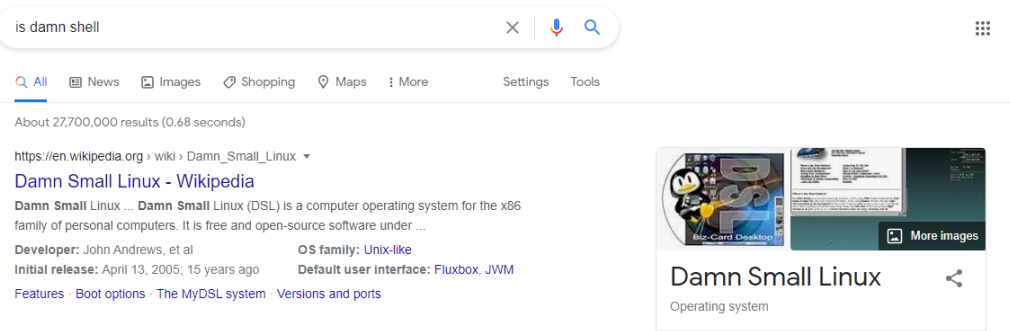 is damn shell
All News Images Shopping Maps More Settings Tools
About 27,700,000 results (0.68 seconds)
https://en.wikipedia.org › wiki › Damn_Small_Linux
Damn Small Linux - Wikipedia
Damn Small Linux ... Damn Small Linux (DSL) is a computer operating system for the x86
family of personal computers. It is free and open-source software under ...
Developer: John Andrews, et al OS family: Unix-like
Initial release: April 13, 2005; 15 years ago Default user interface: Fluxbox, JWM
Features · Boot options · The MyDSL system · Versions and ports
DSL
Biz-Card Desktop
More images
Damn Small Linux
Operating system